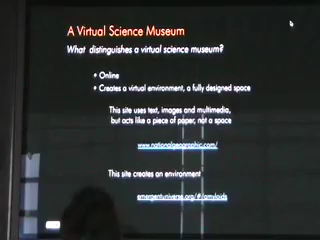 A Virtual Science Museum
What distinguishes a virtual science museum?
• Online
• Creates a virtual environment, a fully designed space
This site uses text, images and multimedia,
but acts like a piece of paper, not a space
www.nationalgeographic.com/
This site creates an environment